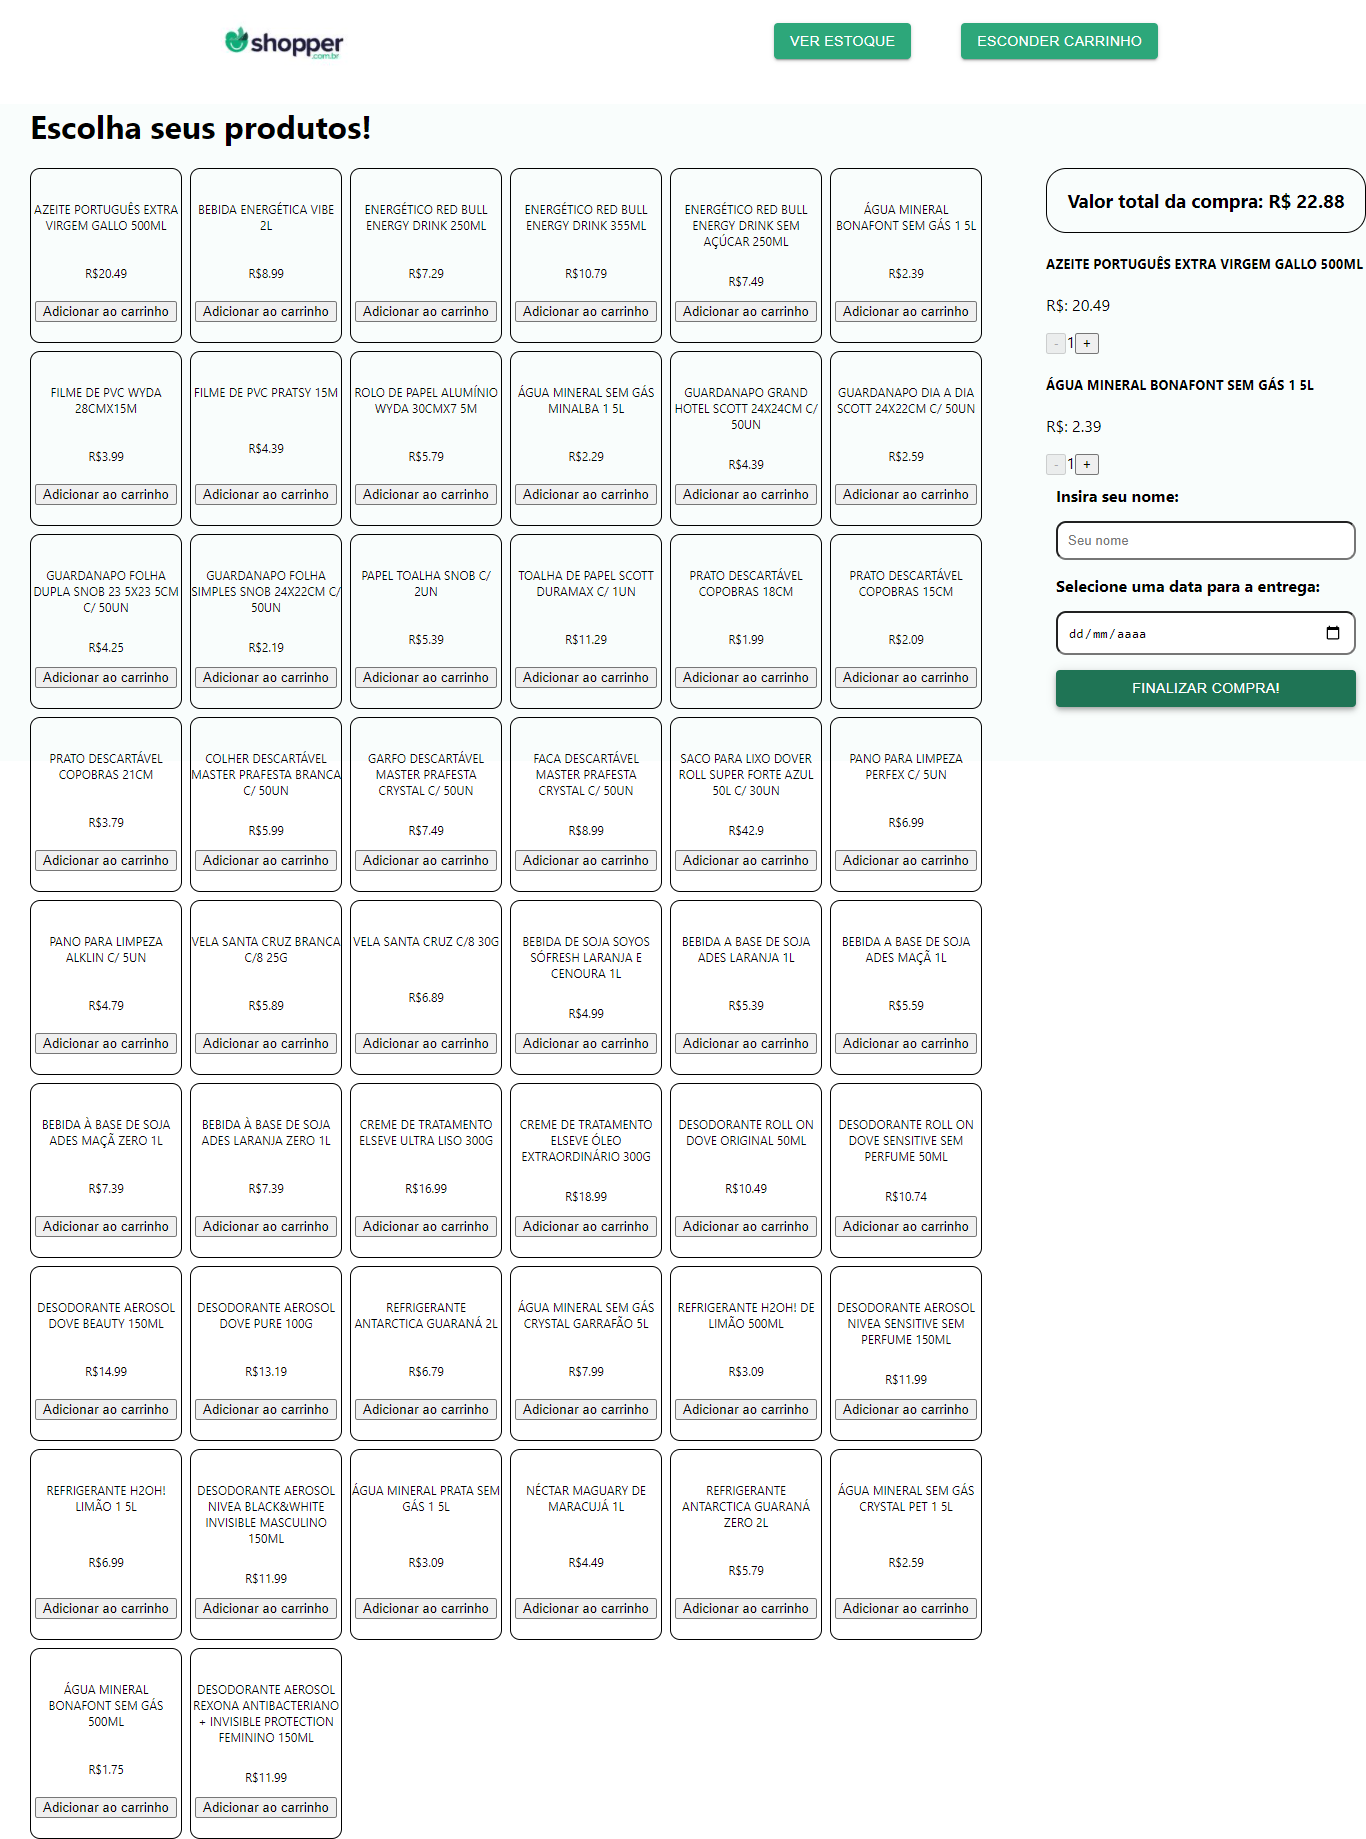 shopper
.com.br
VER ESTOQUE
ESCONDER CARRINHO
Escolha seus produtos!
AZEITE PORTUGUÊS EXTRA
VIRGEM GALLO 500ML
R$20.49
Adicionar ao carrinho
BEBIDA ENERGÉTICA VIBE
2L
R$8.99
Adicionar ao carrinho
ENERGÉTICO RED BULL
ENERGY DRINK 250ML
R$7.29
Adicionar ao carrinho
ENERGÉTICO RED BULL
ENERGY DRINK 355ML
R$10.79
Adicionar ao carrinho
ENERGÉTICO RED BULL
ENERGY DRINK SEM
AÇÚCAR 250ML
R$7.49
Adicionar ao carrinho
ÁGUA MINERAL
BONAFONT SEM GÁS 1 5L
R$2.39
Adicionar ao carrinho
FILME DE PVC WYDA
28CMX15M
R$3.99
Adicionar ao carrinho
FILME DE PVC PRATSY 15M
R$4.39
Adicionar ao carrinho
ROLO DE PAPEL ALUMÍNIO
WYDA 30CMX7 5M
R$5.79
Adicionar ao carrinho
ÁGUA MINERAL SEM GÁS
MINALBA 1 5L
R$2.29
Adicionar ao carrinho
GUARDANAPO GRAND
HOTEL SCOTT 24X24CM C/
50UN
R$4.39
Adicionar ao carrinho
GUARDANAPO DIA A DIA
SCOTT 24X22CM C/ 50UN
R$2.59
Adicionar ao carrinho
GUARDANAPO FOLHA
DUPLA SNOB 23 5X23 5CM
C/ 50UN
R$4.25
Adicionar ao carrinho
GUARDANAPO FOLHA
SIMPLES SNOB 24X22CM C/
50UN
R$2.19
Adicionar ao carrinho
PAPEL TOALHA SNOB C/
2UN
R$5.39
Adicionar ao carrinho
TOALHA DE PAPEL SCOTT
DURAMAX C/ 1UN
R$11.29
Adicionar ao carrinho
PRATO DESCARTÁVEL
COPOBRAS 18CM
R$1.99
Adicionar ao carrinho
PRATO DESCARTÁVEL
COPOBRAS 15CM
R$2.09
Adicionar ao carrinho
PRATO DESCARTÁVEL
COPOBRAS 21CM
R$3.79
Adicionar ao carrinho
COLHER DESCARTÁVEL
MASTER PRAFESTA BRANCA
C/ 50UN
R$5.99
Adicionar ao carrinho
GARFO DESCARTÁVEL
MASTER PRAFESTA
CRYSTAL C/ 50UN
R$7.49
Adicionar ao carrinho
FACA DESCARTÁVEL
MASTER PRAFESTA
CRYSTAL C/ 50UN
R$8.99
Adicionar ao carrinho
SACO PARA LIXO DOVER
ROLL SUPER FORTE AZUL
50L C/ 30UN
R$42.9
Adicionar ao carrinho
PANO PARA LIMPEZA
PERFEX C/ 5UN
R$6.99
Adicionar ao carrinho
PANO PARA LIMPEZA
ALKLIN C/ 5UN
R$4.79
Adicionar ao carrinho
VELA SANTA CRUZ BRANCA
C/8 25G
R$5.89
Adicionar ao carrinho
VELA SANTA CRUZ C/8 30G
R$6.89
Adicionar ao carrinho
BEBIDA DE SOJA SOYOS
SÓFRESH LARANJA E
CENOURA 1L
R$4.99
Adicionar ao carrinho
BEBIDA A BASE DE SOJA
ADES LARANJA 1L
R$5.39
Adicionar ao carrinho
BEBIDA A BASE DE SOJA
ADES MAÇÃ 1L
R$5.59
Adicionar ao carrinho
BEBIDA À BASE DE SOJA
ADES MAÇÃ ZERO 1L
R$7.39
Adicionar ao carrinho
BEBIDA À BASE DE SOJA
ADES LARANJA ZERO 1L
R$7.39
Adicionar ao carrinho
CREME DE TRATAMENTO
ELSEVE ULTRA LISO 300G
R$16.99
Adicionar ao carrinho
CREME DE TRATAMENTO
ELSEVE ÓLEO
EXTRAORDINÁRIO 300G
R$18.99
Adicionar ao carrinho
DESODORANTE ROLL ON
DOVE ORIGINAL 50ML
R$10.49
Adicionar ao carrinho
DESODORANTE ROLL ON
DOVE SENSITIVE SEM
PERFUME 50ML
R$10.74
Adicionar ao carrinho
DESODORANTE AEROSOL
DOVE BEAUTY 150ML
R$14.99
Adicionar ao carrinho
DESODORANTE AEROSOL
DOVE PURE 100G
R$13.19
Adicionar ao carrinho
REFRIGERANTE
ANTARCTICA GUARANÁ 2L
R$6.79
Adicionar ao carrinho
ÁGUA MINERAL SEM GÁS
CRYSTAL GARRAFÃO 5L
R$7.99
Adicionar ao carrinho
REFRIGERANTE H2OH! DE
LIMÃO 500ML
R$3.09
Adicionar ao carrinho
DESODORANTE AEROSOL
NIVEA SENSITIVE SEM
PERFUME 150ML
R$11.99
Adicionar ao carrinho
REFRIGERANTE H2OH!
LIMÃO 1 5L
R$6.99
Adicionar ao carrinho
DESODORANTE AEROSOL
NIVEA BLACK&WHITE
INVISIBLE MASCULINO
150ML
R$11.99
Adicionar ao carrinho
ÁGUA MINERAL PRATA SEM
GÁS 1 5L
R$3.09
Adicionar ao carrinho
NÉCTAR MAGUARY DE
MARACUJÁ 1L
R$4.49
Adicionar ao carrinho
REFRIGERANTE
ANTARCTICA GUARANÁ
ZERO 2L
R$5.79
Adicionar ao carrinho
ÁGUA MINERAL SEM GÁS
CRYSTAL PET 1 5L
R$2.59
Adicionar ao carrinho
ÁGUA MINERAL
BONAFONT SEM GÁS
500ML
R$1.75
Adicionar ao carrinho
DESODORANTE AEROSOL
REXONA ANTIBACTERIANO
+ INVISIBLE PROTECTION
FEMININO 150ML
R$11.99
Adicionar ao carrinho
Valor total da compra: R$ 22.88
AZEITE PORTUGUÊS EXTRA VIRGEM GALLO 500ML
R$: 20.49
- 1 +
ÁGUA MINERAL BONAFONT SEM GÁS 1 5L
R$: 2.39
- 1 +
Insira seu nome:
Seu nome
Selecione uma data para a entrega:
dd/mm/aaaa
FINALIZAR COMPRA!